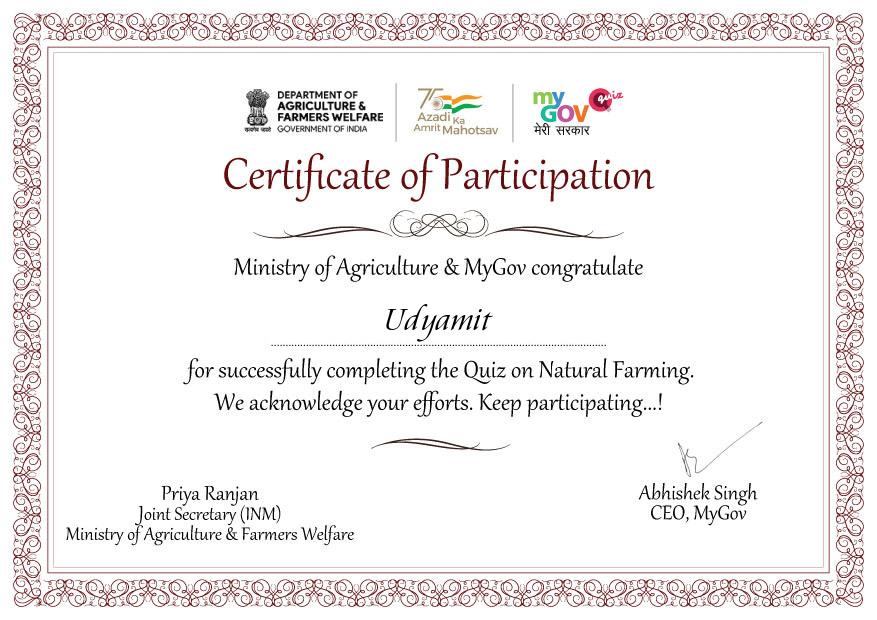 DEPARTMENT OF
AGRICULTURE &
FARMERS WELFARE
GOVERNMENT OF INDIA
सत्यमेव जयते
75
Azadi Ka
Amrit Mahotsav
my
GOV
quiz
मेरी सरकार
Certificate of Participation
Ministry of Agriculture & MyGov congratulate
Udyamit
for successfully completing the Quiz on Natural Farming.
We acknowledge your efforts. Keep participating...!
Priya Ranjan
Joint Secretary (INM)
Ministry of Agriculture & Farmers Welfare
Abhishek Singh
CEO, MyGov